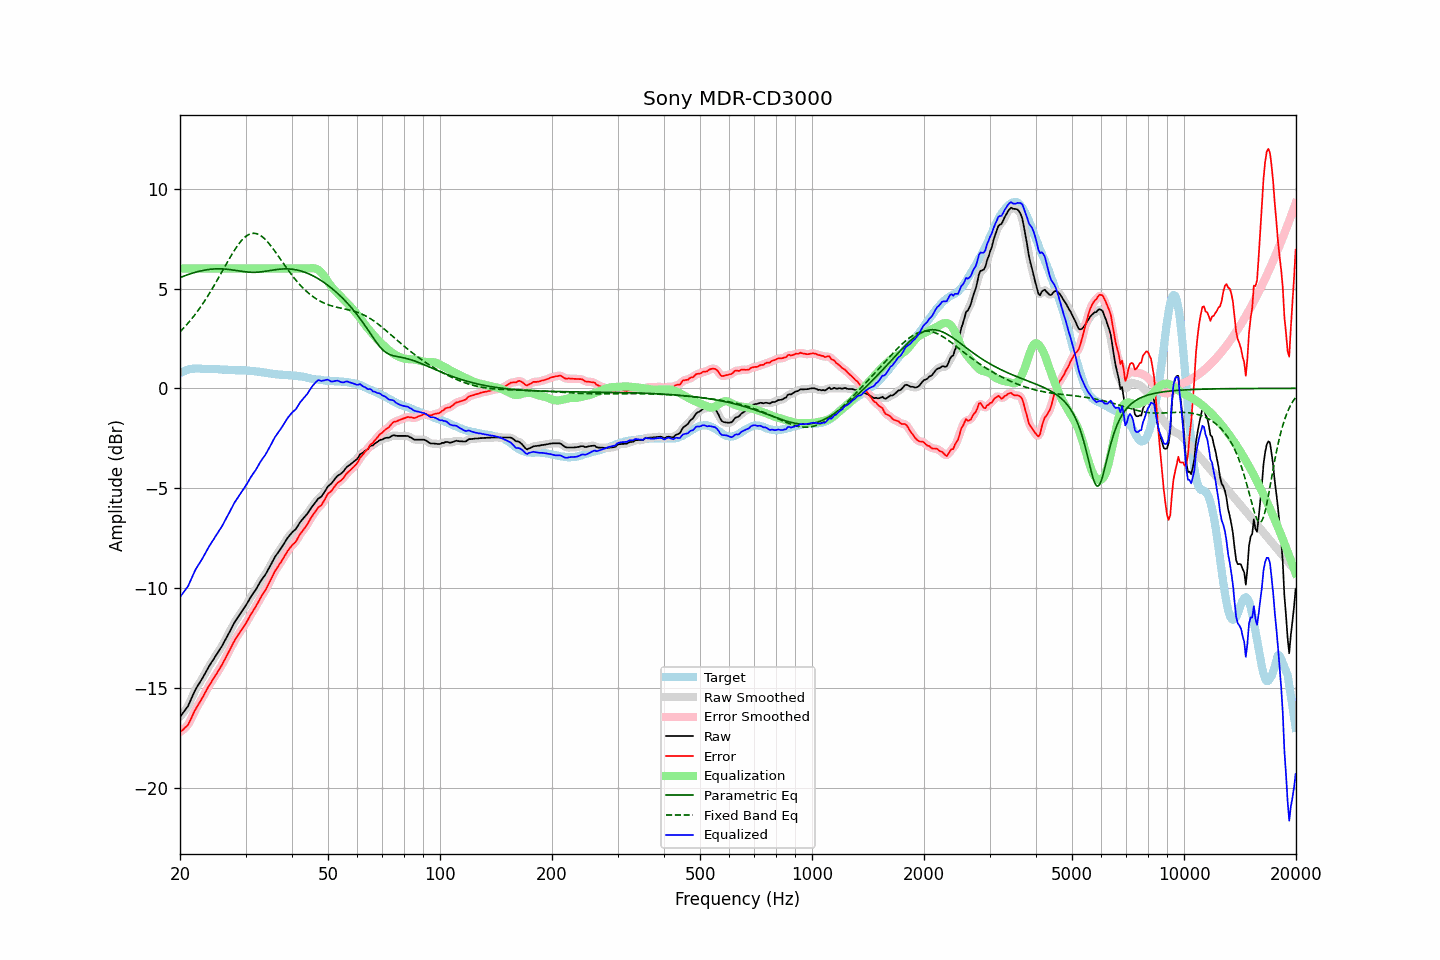 Sony MDR-CD3000
Amplitude (dBr)
10
5
0
−5
−10
−15
−20
Target
Raw Smoothed
Error Smoothed
Raw
Error
Equalization
Parametric Eq
Fixed Band Eq
Equalized
20 50 100 200 500 1000 2000 5000 10000 20000
Frequency (Hz)